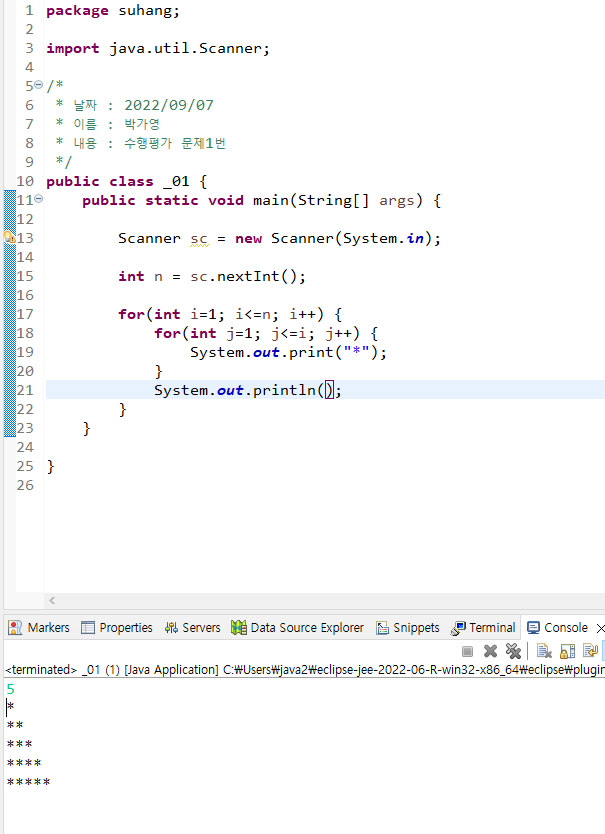 1 package suhang;
2
3 import java.util.Scanner;
4
5 /*
6  * 날짜 : 2022/09/07
7  * 이름 : 박가영
8  * 내용 : 수행평가 문제1번
9  */
10 public class _01 {
11     public static void main(String[] args) {
12
13         Scanner sc = new Scanner(System.in);
14
15         int n = sc.nextInt();
16
17         for(int i=1; i<=n; i++) {
18             for(int j=1; j<=i; j++) {
19                 System.out.print("*");
20             }
21             System.out.println();
22         }
23     }
24
25 }
26
Markers Properties Servers Data Source Explorer Snippets Terminal Console
<terminated> _01 (1) [Java Application] C:₩Users₩java2₩eclipse-jee-2022-06-R-win32-x86_64₩eclipse₩plugin
5
*
**
***
****
*****